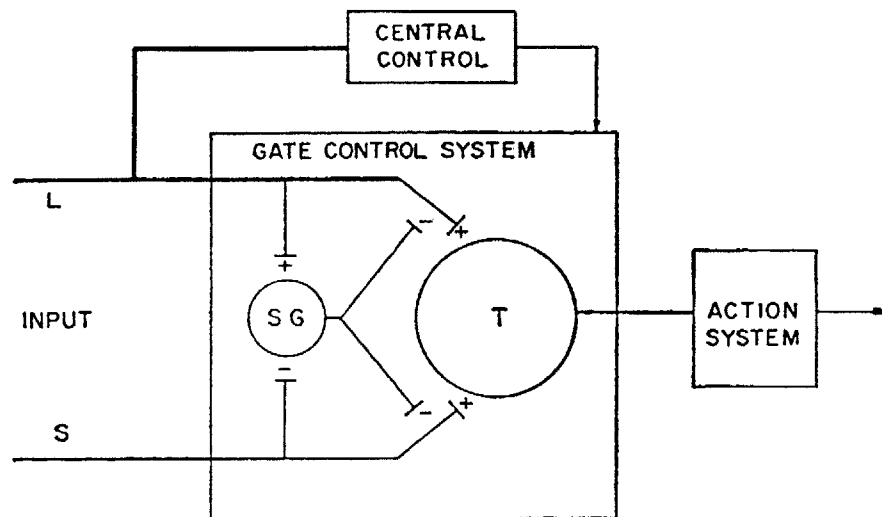 CENTRAL
CONTROL
GATE CONTROL SYSTEM
L
+
-
+
SG
INPUT
T
ACTION
SYSTEM
-
-
+
S